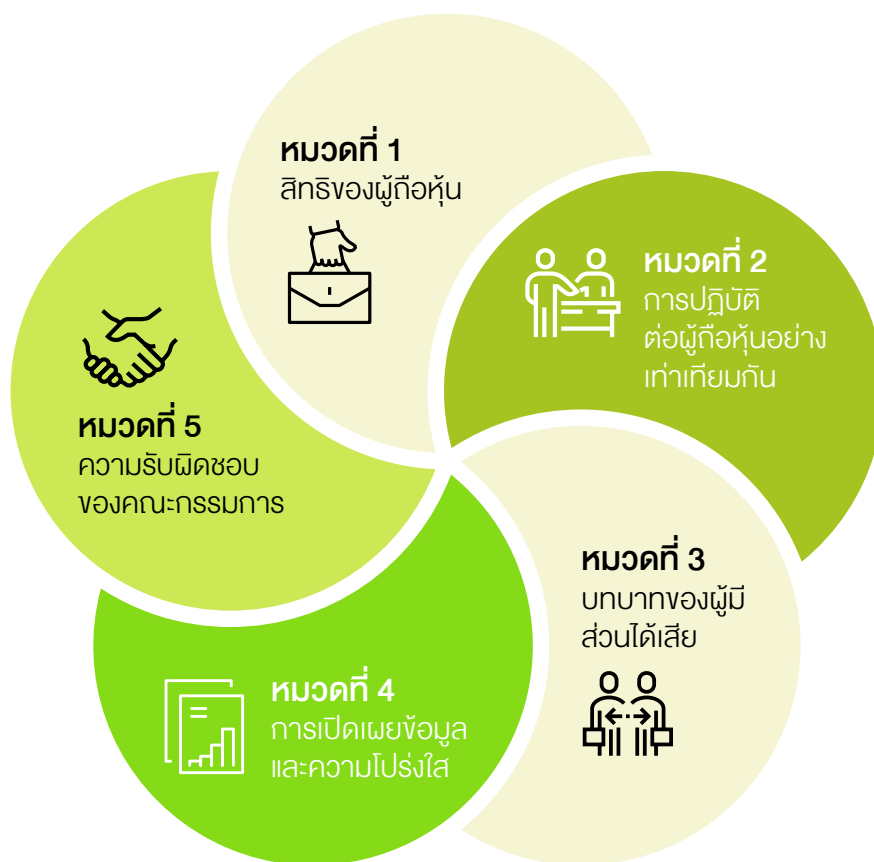 หมวดที่ 1
สิทธิของผู้ถือหุ้น
หมวดที่ 2
การปฏิบัติ
ต่อผู้ถือหุ้นอย่าง
เท่าเทียมกัน
หมวดที่ 3
บทบาทของผู้มี
ส่วนได้เสีย
หมวดที่ 4
การเปิดเผยข้อมูล
และความโปร่งใส
หมวดที่ 5
ความรับผิดชอบ
ของคณะกรรมการ